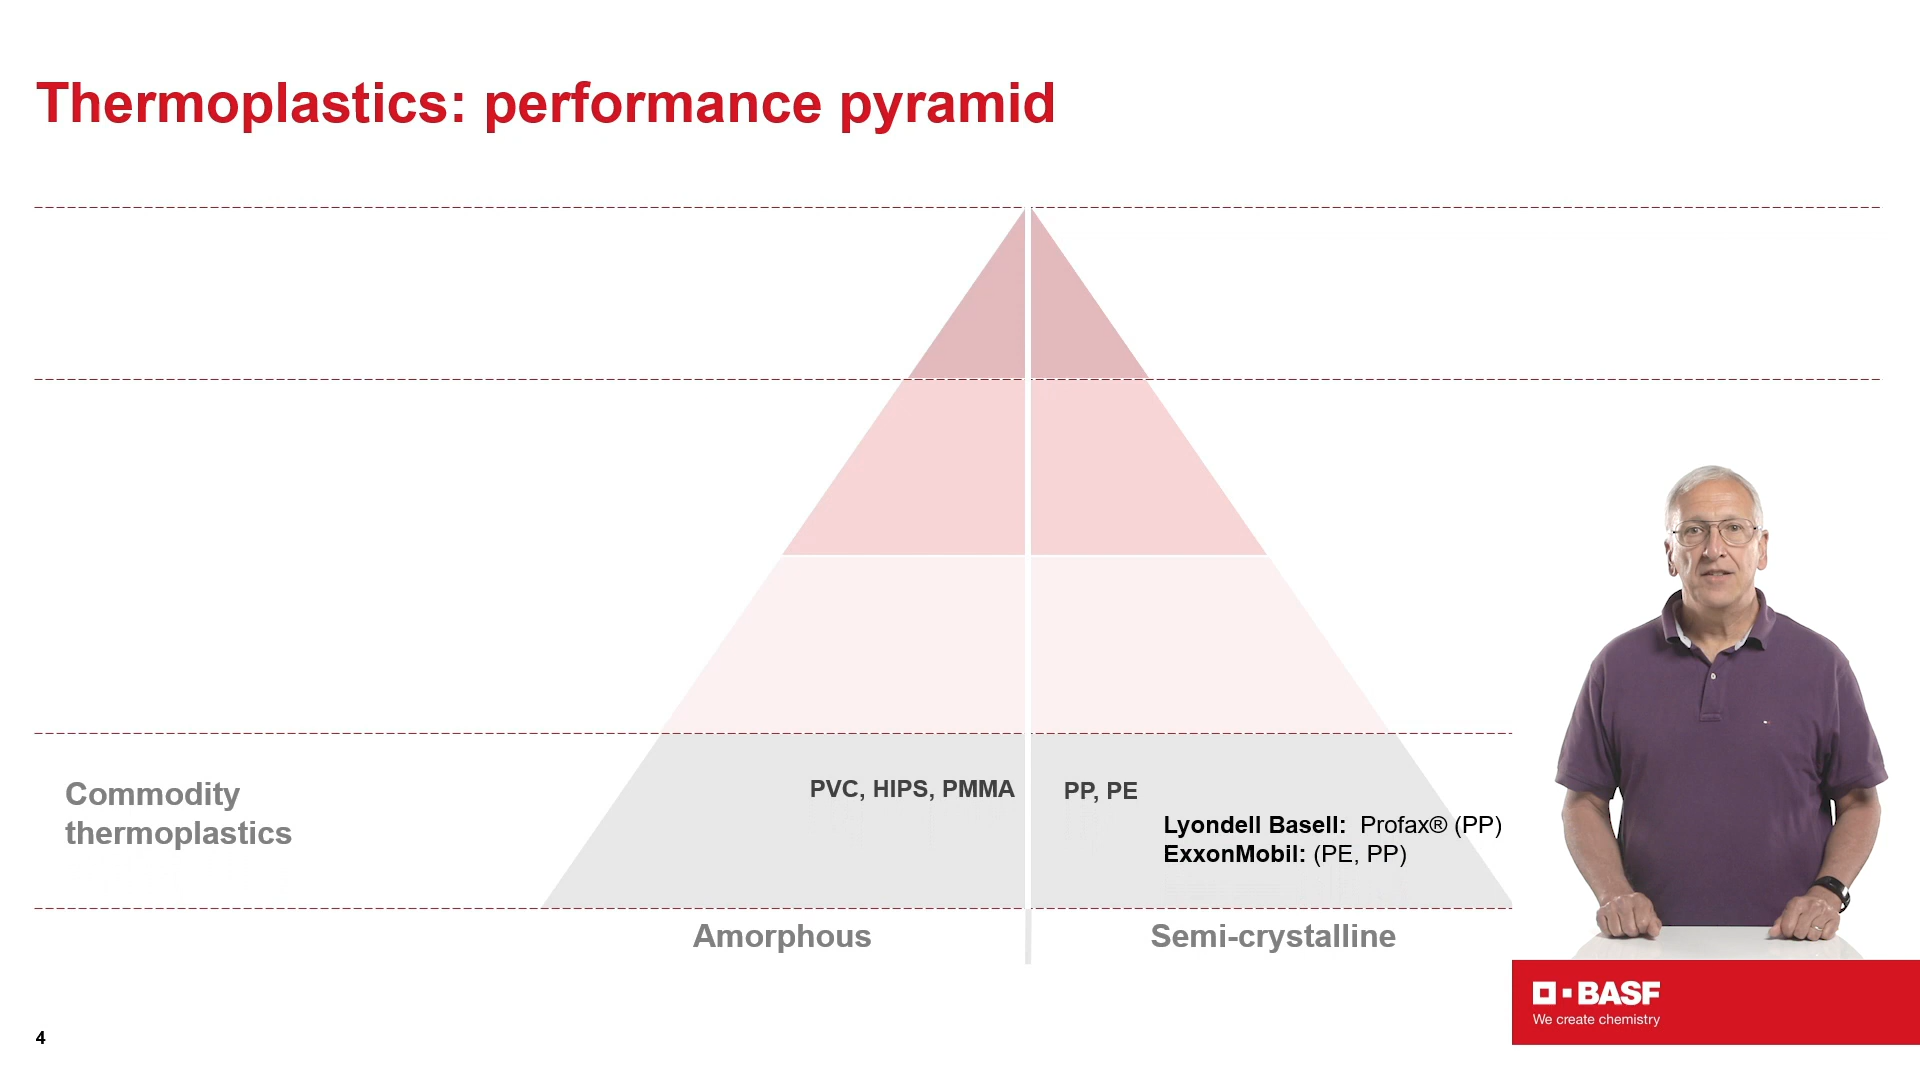 Thermoplastics: performance pyramid
Commodity
thermoplastics
PVC, HIPS, PMMA
PP, PE
Lyondell Basell: Profax® (PP)
ExxonMobil: (PE, PP)
Amorphous
Semi-crystalline
BASF
We create chemistry
4